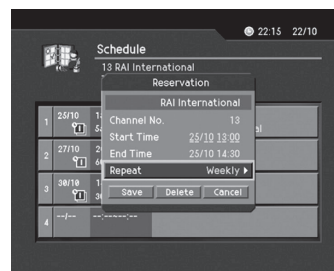 22:15 22/10
Schedule
13 RAI International
Reservation
RAI International
Channel No. 13
Start Time 25/10 13:00
End Time 25/10 14:30
Repeat Weekly
Save Delete Cancel
1 25/10
2 27/10
3 30/10
4 --/-- --:--~--:--